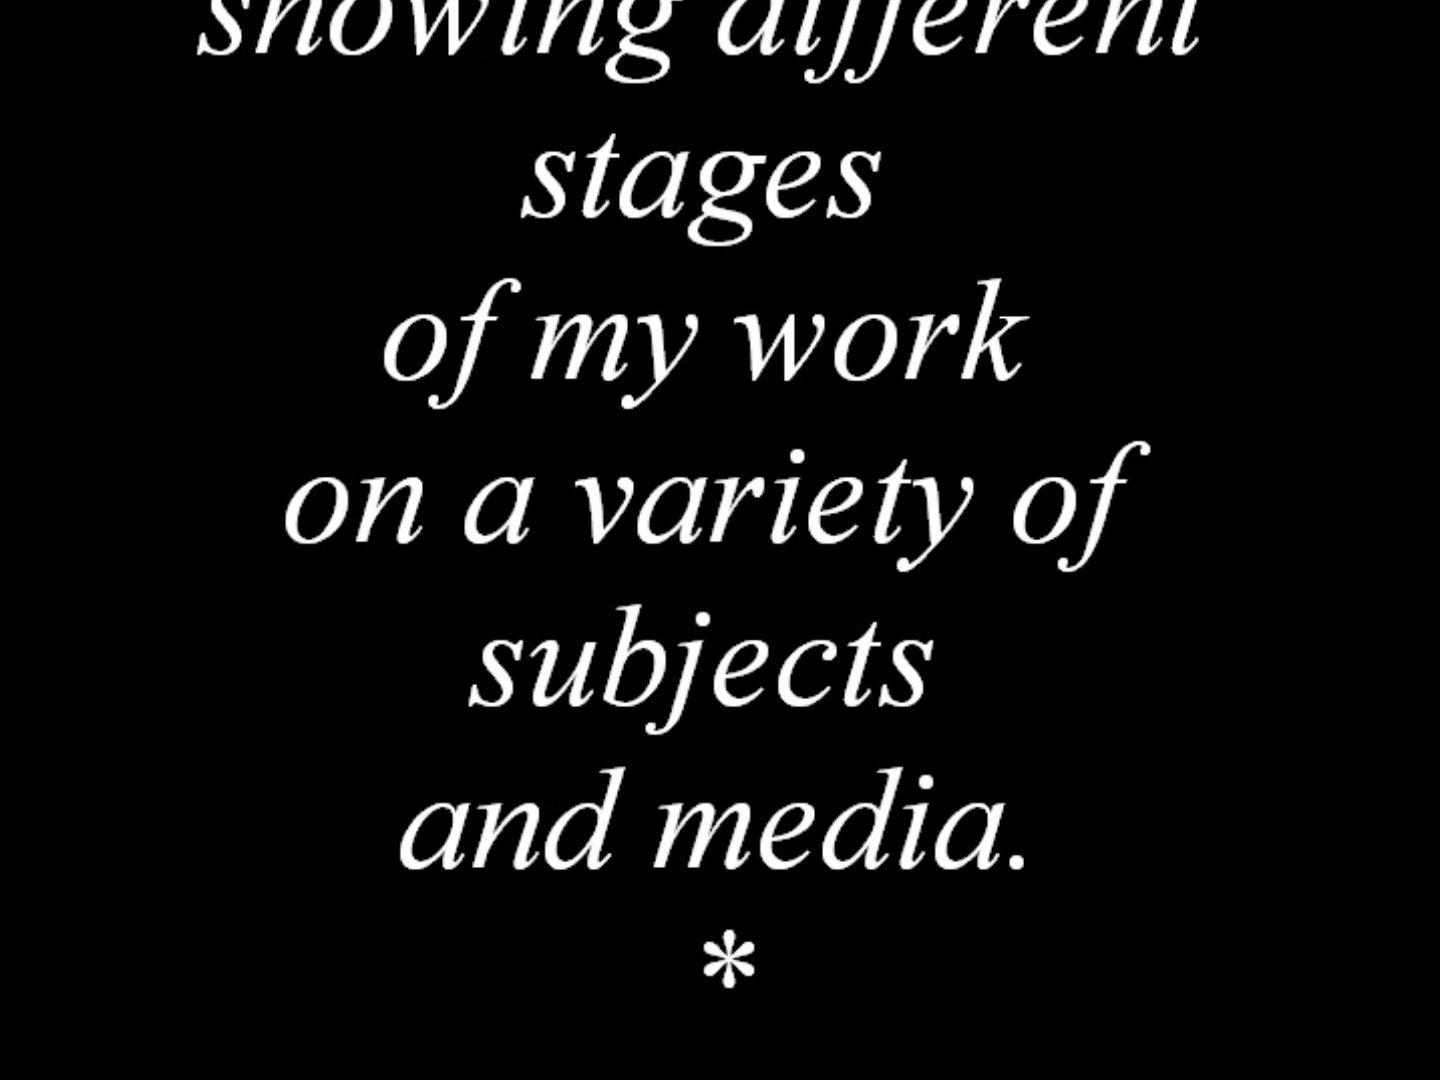 showing different
stages
of my work
on a variety of
subjects
and media.
*